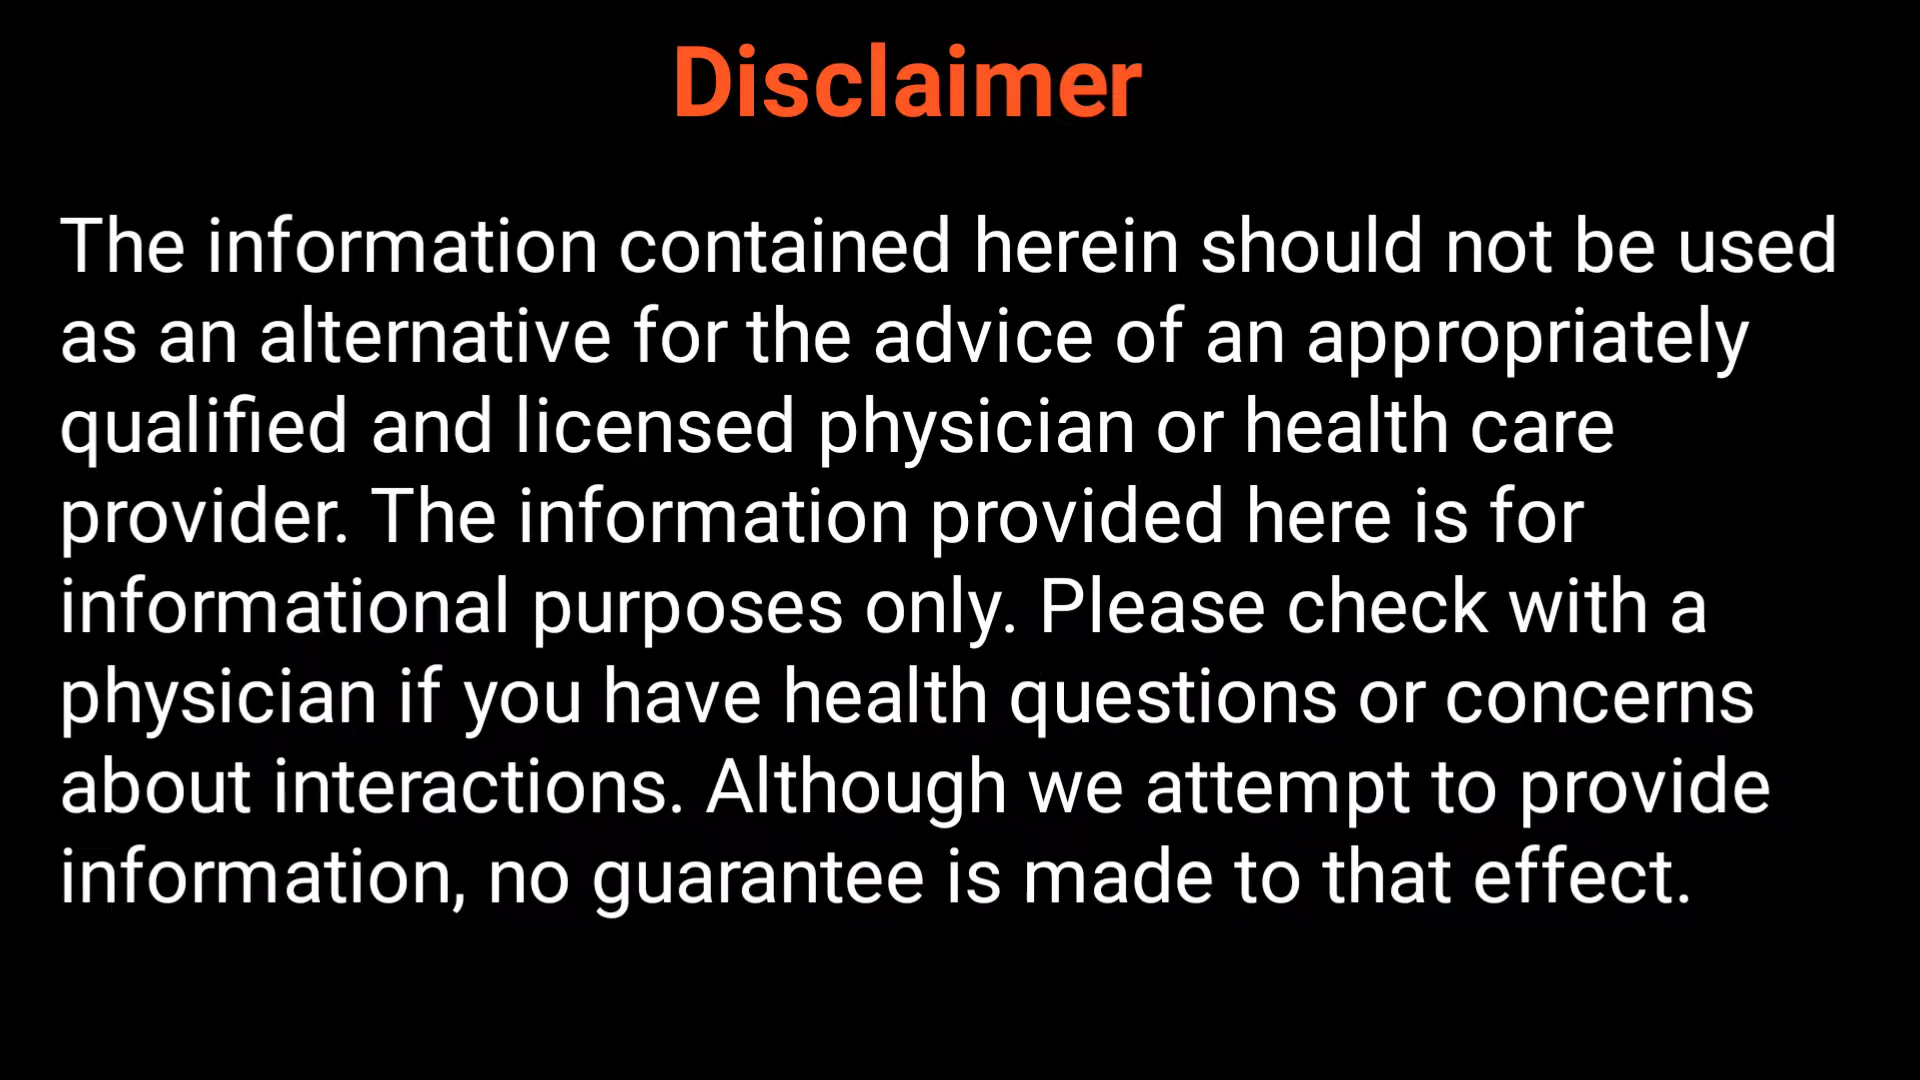 Disclaimer
The information contained herein should not be used
as an alternative for the advice of an appropriately
qualified and licensed physician or health care
provider. The information provided here is for
informational purposes only. Please check with a
physician if you have health questions or concerns
about interactions. Although we attempt to provide
information, no guarantee is made to that effect.